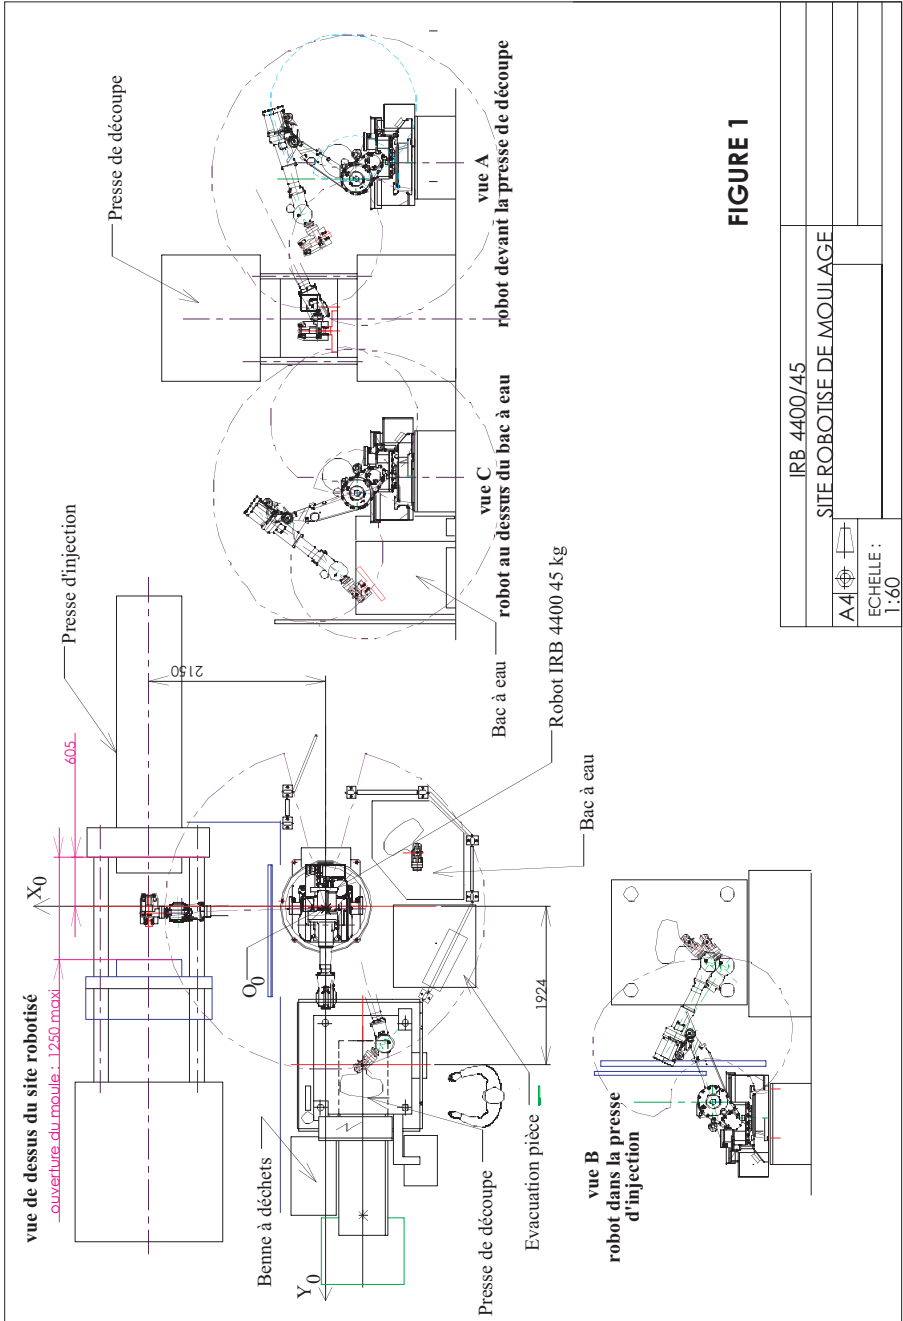 vue de dessus du site robotisé
ouverture du moule : 1250 maxi
605
X0
Presse d'injection
2150
O0
Benne à déchets
Y0
Presse de découpe
Evacuation pièce
1924
Bac à eau
Robot IRB 4400 45 kg
Bac à eau
vue C
robot au dessus du bac à eau
Presse de découpe
vue A
robot devant la presse de découpe
vue B
robot dans la presse
d'injection
FIGURE 1
IRB 4400/45
SITE ROBOTISE DE MOULAGE
A4
ECHELLE :
1:60